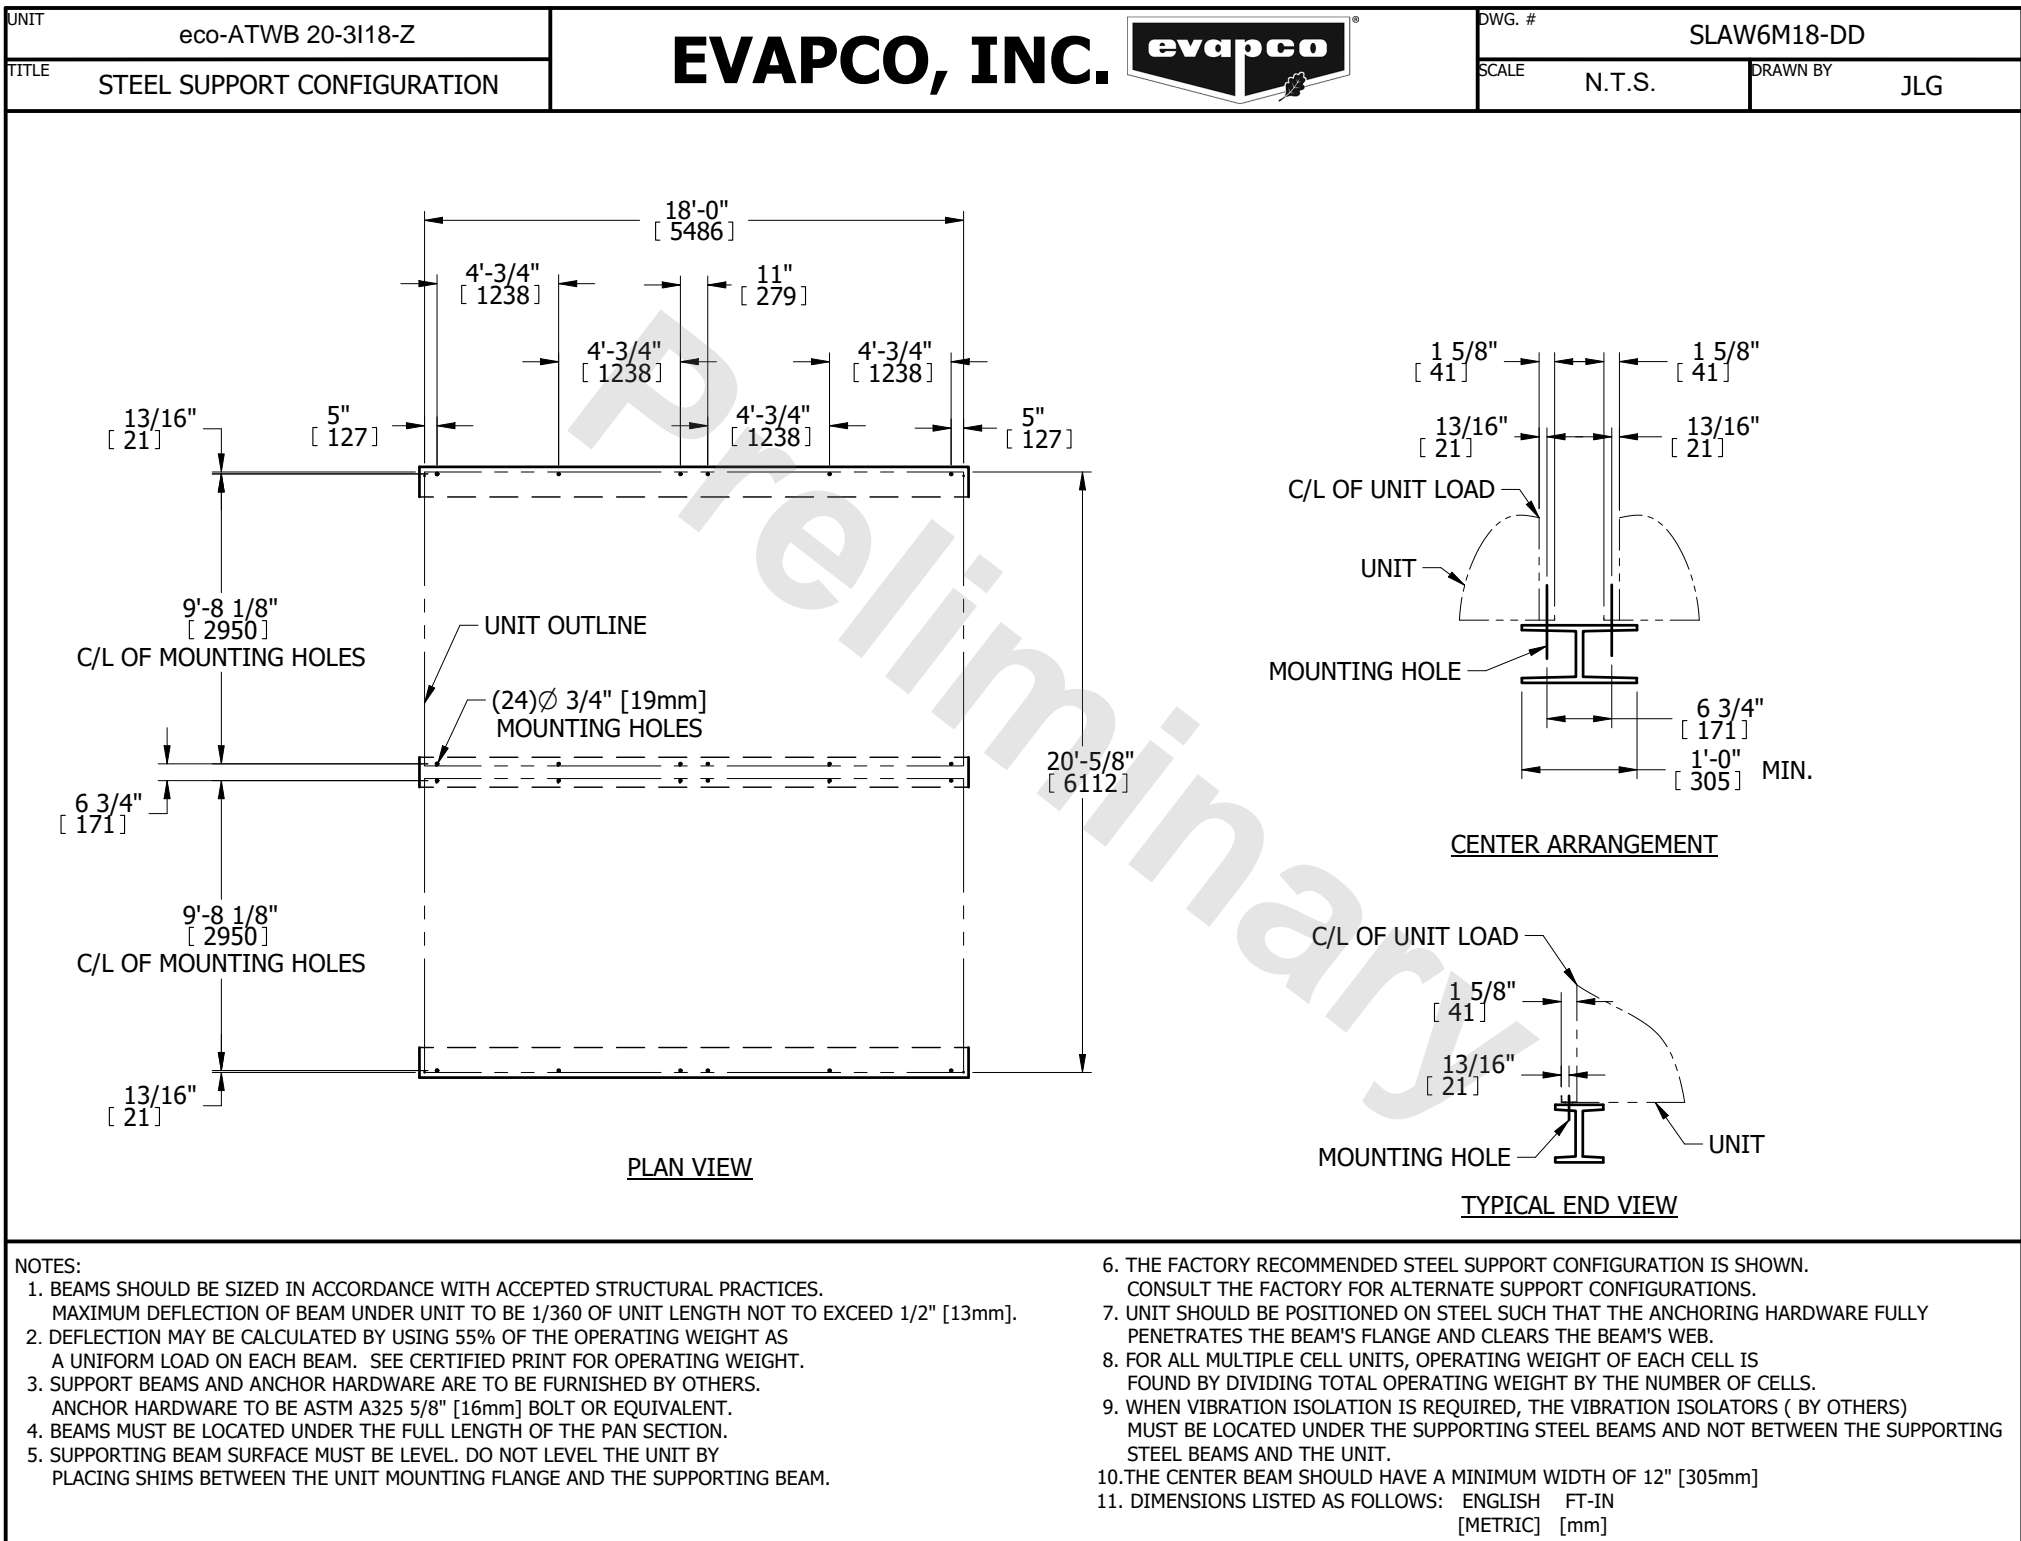 UNIT
eco-ATWB 20-3I18-Z
TITLE
STEEL SUPPORT CONFIGURATION
EVAPCO, INC.
evapco
®
DWG. #
SLAW6M18-DD
SCALE
N.T.S.
DRAWN BY
JLG
18'-0"
[ 5486 ]
4'-3/4"
[ 1238 ]
11"
[ 279 ]
4'-3/4"
[ 1238 ]
4'-3/4"
[ 1238 ]
13/16"
[ 21 ]
5"
[ 127 ]
4'-3/4"
[ 1238 ]
5"
[ 127 ]
9'-8 1/8"
[ 2950 ]
C/L OF MOUNTING HOLES
UNIT OUTLINE
(24)Ø 3/4" [19mm]
MOUNTING HOLES
6 3/4"
[ 171 ]
20'-5/8"
[ 6112 ]
9'-8 1/8"
[ 2950 ]
C/L OF MOUNTING HOLES
13/16"
[ 21 ]
PLAN VIEW
Preliminary
1 5/8"
[ 41 ]
1 5/8"
[ 41 ]
13/16"
[ 21 ]
13/16"
[ 21 ]
C/L OF UNIT LOAD
UNIT
MOUNTING HOLE
6 3/4"
[ 171 ]
1'-0"
[ 305 ] MIN.
CENTER ARRANGEMENT
C/L OF UNIT LOAD
1 5/8"
[ 41 ]
13/16"
[ 21 ]
MOUNTING HOLE
UNIT
TYPICAL END VIEW
NOTES:
1. BEAMS SHOULD BE SIZED IN ACCORDANCE WITH ACCEPTED STRUCTURAL PRACTICES.
MAXIMUM DEFLECTION OF BEAM UNDER UNIT TO BE 1/360 OF UNIT LENGTH NOT TO EXCEED 1/2" [13mm].
2. DEFLECTION MAY BE CALCULATED BY USING 55% OF THE OPERATING WEIGHT AS
A UNIFORM LOAD ON EACH BEAM. SEE CERTIFIED PRINT FOR OPERATING WEIGHT.
3. SUPPORT BEAMS AND ANCHOR HARDWARE ARE TO BE FURNISHED BY OTHERS.
ANCHOR HARDWARE TO BE ASTM A325 5/8" [16mm] BOLT OR EQUIVALENT.
4. BEAMS MUST BE LOCATED UNDER THE FULL LENGTH OF THE PAN SECTION.
5. SUPPORTING BEAM SURFACE MUST BE LEVEL. DO NOT LEVEL THE UNIT BY
PLACING SHIMS BETWEEN THE UNIT MOUNTING FLANGE AND THE SUPPORTING BEAM.
6. THE FACTORY RECOMMENDED STEEL SUPPORT CONFIGURATION IS SHOWN.
CONSULT THE FACTORY FOR ALTERNATE SUPPORT CONFIGURATIONS.
7. UNIT SHOULD BE POSITIONED ON STEEL SUCH THAT THE ANCHORING HARDWARE FULLY
PENETRATES THE BEAM'S FLANGE AND CLEARS THE BEAM'S WEB.
8. FOR ALL MULTIPLE CELL UNITS, OPERATING WEIGHT OF EACH CELL IS
FOUND BY DIVIDING TOTAL OPERATING WEIGHT BY THE NUMBER OF CELLS.
9. WHEN VIBRATION ISOLATION IS REQUIRED, THE VIBRATION ISOLATORS ( BY OTHERS)
MUST BE LOCATED UNDER THE SUPPORTING STEEL BEAMS AND NOT BETWEEN THE SUPPORTING
STEEL BEAMS AND THE UNIT.
10.THE CENTER BEAM SHOULD HAVE A MINIMUM WIDTH OF 12" [305mm]
11. DIMENSIONS LISTED AS FOLLOWS: ENGLISH FT-IN
[METRIC] [mm]